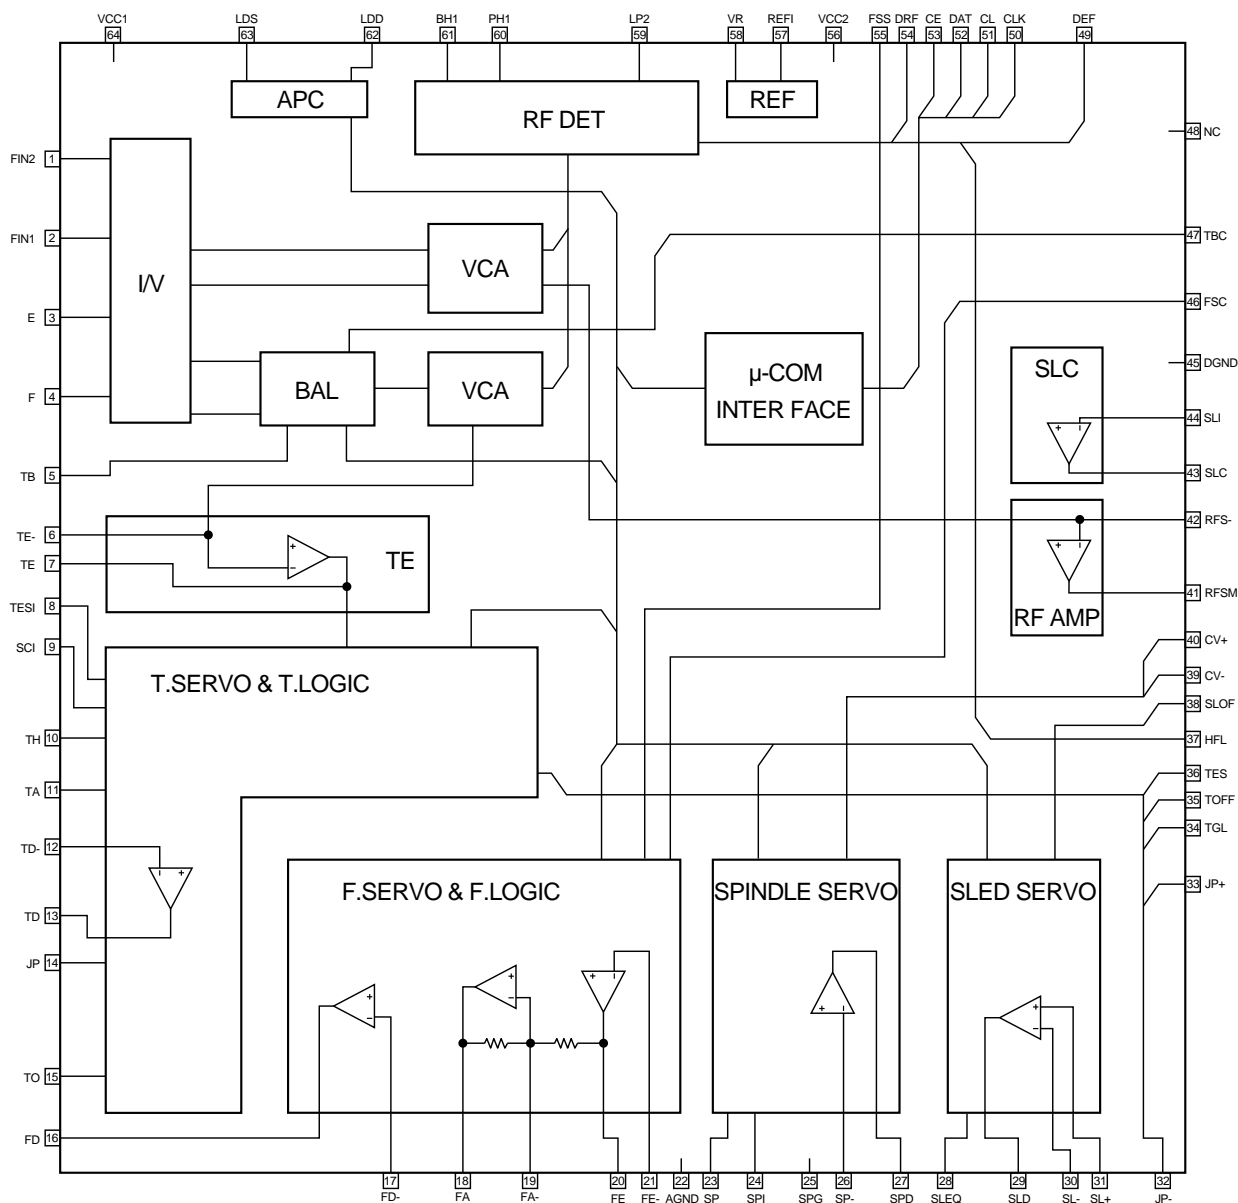 VCC1 LDS LDD BH1 PH1 LP2 VR REFI VCC2 FSS DRF CE DAT CL CLK DEF
64 63 62 61 60 59 58 57 56 55 54 53 52 51 50 49
APC
RF DET
REF
48 NC
FIN2 1
FIN1 2
47 TBC
VCA
I/V
46 FSC
E 3
µ-COM
INTER FACE
SLC
45 DGND
BAL
VCA
F 4
+ -
44 SLI
TB 5
43 SLC
TE- 6
42 RFS-
TE 7
+
-
TE
+ -
TESI 8
41 RFSM
RF AMP
SCI 9
40 CV+
T.SERVO & T.LOGIC
39 CV-
38 SLOF
TH 10
37 HFL
36 TES
TA 11
35 TOFF
34 TGL
TD- 12
- +
F.SERVO & F.LOGIC
SPINDLE SERVO
SLED SERVO
33 JP+
TD 13
JP 14
+
-
+
-
+ -
+ -
+
-
TO 15
FD 16
17 18 19 20 21 22 23 24 25 26 27 28 29 30 31 32
FD- FA FA- FE FE- AGND SP SPI SPG SP- SPD SLEQ SLD SL- SL+ JP-